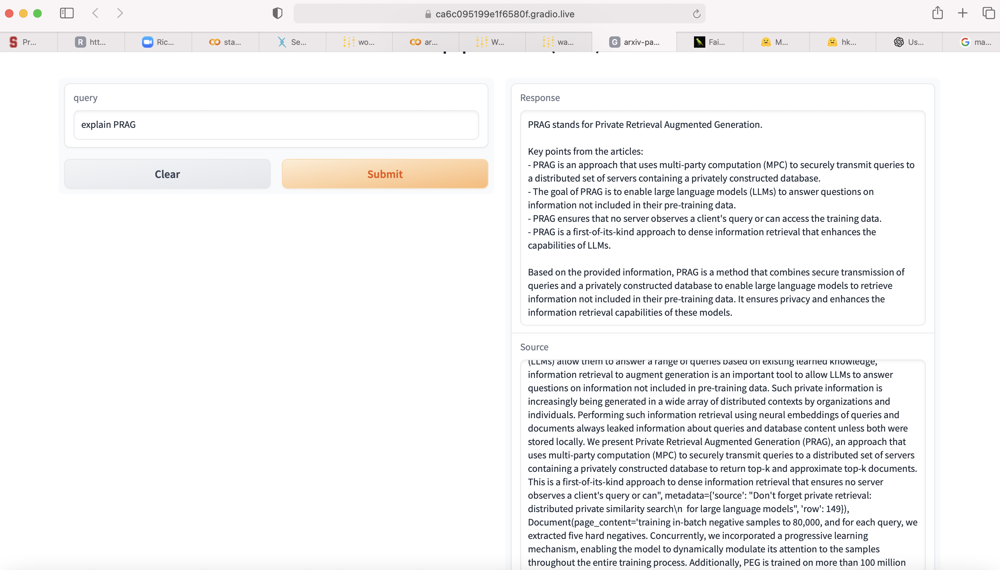 ca6c095199e1f6580f.gradio.live
S Pr...
R htt...
Ric...
sta...
Se...
wo...
ar...
W...
wa...
G arxiv-pa...
Fai...
M...
hk...
Us...
G ma...
query
explain PRAG
Clear
Submit
Response
PRAG stands for Private Retrieval Augmented Generation.
Key points from the articles:
- PRAG is an approach that uses multi-party computation (MPC) to securely transmit queries to
a distributed set of servers containing a privately constructed database.
- The goal of PRAG is to enable large language models (LLMs) to answer questions on
information not included in their pre-training data.
- PRAG ensures that no server observes a client's query or can access the training data.
- PRAG is a first-of-its-kind approach to dense information retrieval that enhances the
capabilities of LLMs.
Based on the provided information, PRAG is a method that combines secure transmission of
queries and a privately constructed database to enable large language models to retrieve
information not included in their pre-training data. It ensures privacy and enhances the
information retrieval capabilities of these models.
Source
(LLMs) allow them to answer a range of queries based on existing learned knowledge,
information retrieval to augment generation is an important tool to allow LLMs to answer
questions on information not included in pre-training data. Such private information is
increasingly being generated in a wide array of distributed contexts by organizations and
individuals. Performing such information retrieval using neural embeddings of queries and
documents always leaked information about queries and database content unless both were
stored locally. We present Private Retrieval Augmented Generation (PRAG), an approach that
uses multi-party computation (MPC) to securely transmit queries to a distributed set of servers
containing a privately constructed database to return top-k and approximate top-k documents.
This is a first-of-its-kind approach to dense information retrieval that ensures no server
observes a client's query or can", metadata={'source': "Don't forget private retrieval:
distributed private similarity search\n  for large language models", 'row': 149}),
Document(page_content='training in-batch negative samples to 80,000, and for each query, we
extracted five hard negatives. Concurrently, we incorporated a progressive learning
mechanism, enabling the model to dynamically modulate its attention to the samples
throughout the entire training process. Additionally, PEG is trained on more than 100 million